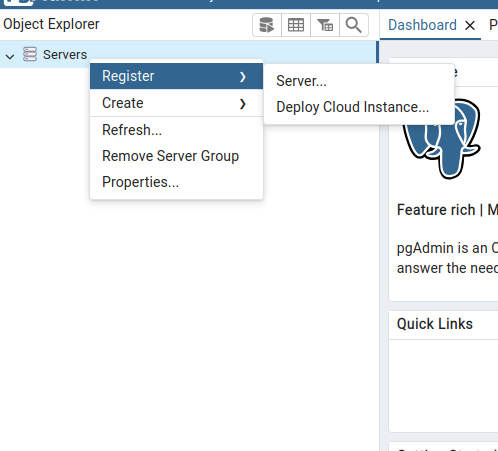 Object Explorer
Dashboard
P
Servers
Register
Create
Refresh...
Remove Server Group
Properties...
Server...
Deploy Cloud Instance...
e
Feature rich | M
pgAdmin is an O
answer the need
Quick Links